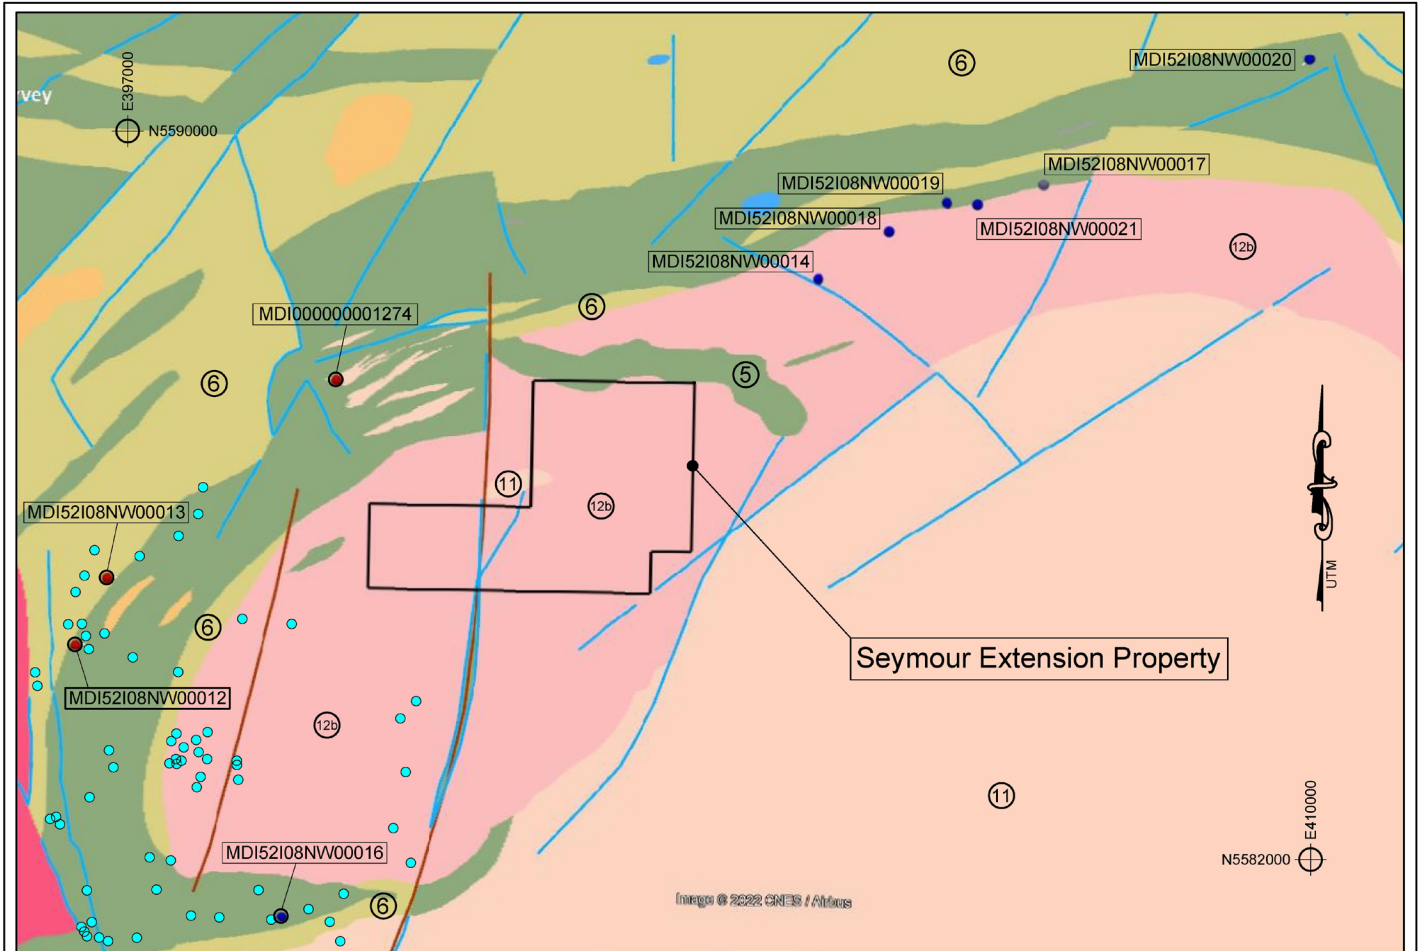 6
MDI52I08NW00020
E397000
vey
N5590000
MDI52I08NW00017
MDI52I08NW00019
MDI52I08NW00018
MDI52I08NW00021
12b
MDI52I08NW00014
6
MDI000000001274
5
6
11
12b
MDI52I08NW00013
UTM
6
Seymour Extension Property
MDI52I08NW00012
12b
11
E410000
MDI52I08NW00016
N5582000
6
Image © 2022 CNES / Airbus